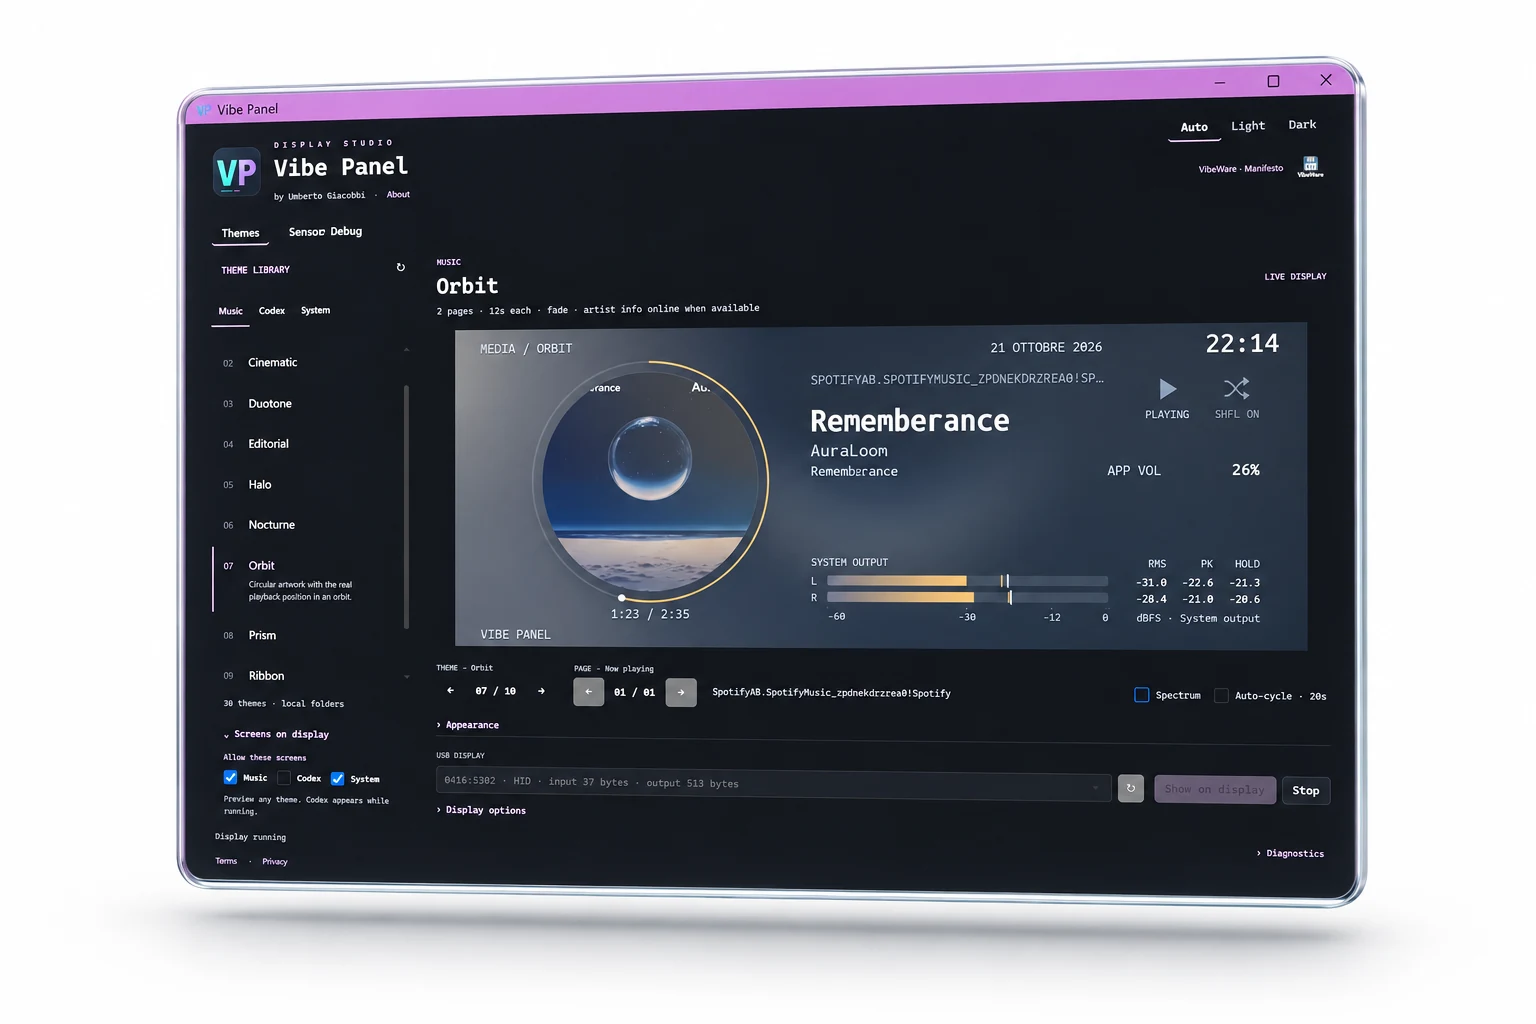 VP Vibe Panel
Auto Light Dark
DISPLAY STUDIO
VP Vibe Panel
by Umberto Giacobbi · About
VibeWare · Manifesto
VibeWare
Themes Sensor Debug
THEME LIBRARY
Music Codex System
02 Cinematic
03 Duotone
04 Editorial
05 Halo
06 Nocturne
07 Orbit
Circular artwork with the real
playback position in an orbit.
08 Prism
09 Ribbon
30 themes · local folders
Screens on display
Allow these screens
Music Codex System
Preview any theme. Codex appears while
running.
Display running
Terms · Privacy
MUSIC
Orbit
2 pages · 12s each · fade · artist info online when available
LIVE DISPLAY
MEDIA / ORBIT
21 OTTOBRE 2026
22:14
rance Au
SPOTIFYAB.SPOTIFYMUSIC_ZPDNEKDRZREA0!SP…
PLAYING
SHFL ON
Rememberance
AuraLoom
Rememberance
APP VOL 26%
1:23 / 2:35
VIBE PANEL
SYSTEM OUTPUT
RMS PK HOLD
L -31.0 -22.6 -21.3
R -28.4 -21.0 -20.6
-60 -30 -12 0 dBFS · System output
THEME - Orbit
← 07 / 10 →
PAGE - Now playing
← 01 / 01 →
SpotifyAB.SpotifyMusic_zpdnekdrzrea0!Spotify
Spectrum Auto-cycle · 20s
› Appearance
USB DISPLAY
0416:5302 · HID · input 37 bytes · output 513 bytes
Show on display
Stop
› Display options
› Diagnostics